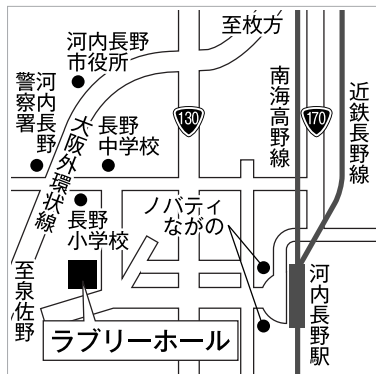 至枚方
河内長野
市役所
河内長野
警察署
長野
中学校
130
170
南海高野線
近鉄長野線
大阪外環状線
長野
小学校
ノバティ
ながの
至泉佐野
河内長野駅
ラブリーホール